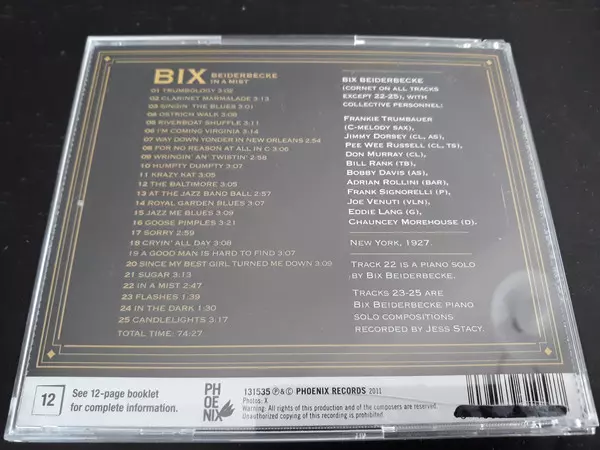 BIX BEIDERBECKE
IN A MIST
01 TRUMBOLOGY 3:02
02 CLARINET MARMALADE 3:13
03 SINGIN' THE BLUES 3:01
04 OSTRICH WALK 3:09
05 RIVERBOAT SHUFFLE 3:11
06 I'M COMING VIRGINIA 3:14
07 WAY DOWN YONDER IN NEW ORLEANS 2:54
08 FOR NO REASON AT ALL IN C 3:06
09 WRINGIN' AN' TWISTIN' 2:56
10 HUMPTY DUMPTY 3:17
11 KRAZY KAT 3:05
12 THE BALTIMORE 3:05
13 AT THE JAZZ BAND BALL 2:57
14 ROYAL GARDEN BLUES 3:07
15 JAZZ ME BLUES 3:09
16 GOOSE PIMPLES 3:21
17 SORRY 2:59
18 CRYIN' ALL DAY 3:08
19 A GOOD MAN IS HARD TO FIND 3:07
20 SINCE MY BEST GIRL TURNED ME DOWN 3:09
21 SUGAR 3:13
22 IN A MIST 2:47
23 FLASHES 1:39
24 IN THE DARK 1:30
25 CANDLELIGHTS 3:17
TOTAL TIME: 74:27
BIX BEIDERBECKE
(CORNET ON ALL TRACKS
EXCEPT 22-25), WITH
COLLECTIVE PERSONNEL:
FRANKIE TRUMBAUER
(C-MELODY SAX),
JIMMY DORSEY (CL, AS),
PEE WEE RUSSELL (CL, TS),
DON MURRAY (CL),
BILL RANK (TB),
BOBBY DAVIS (AS),
ADRIAN ROLLINI (BAR),
FRANK SIGNORELLI (P),
JOE VENUTI (VLN),
EDDIE LANG (G),
CHAUNCEY MOREHOUSE (D).
NEW YORK, 1927.
TRACK 22 IS A PIANO SOLO
BY BIX BEIDERBECKE.
TRACKS 23-25 ARE
BIX BEIDERBECKE PIANO
SOLO COMPOSITIONS
RECORDED BY JESS STACY.
12
See 12-page booklet
for complete information.
PH
OE
NIX
131535 ℗&© PHOENIX RECORDS 2011
Photos: X
Warning: All rights of this production and of the composers are reserved.
Unauthorized copying of this recording is prohibited.